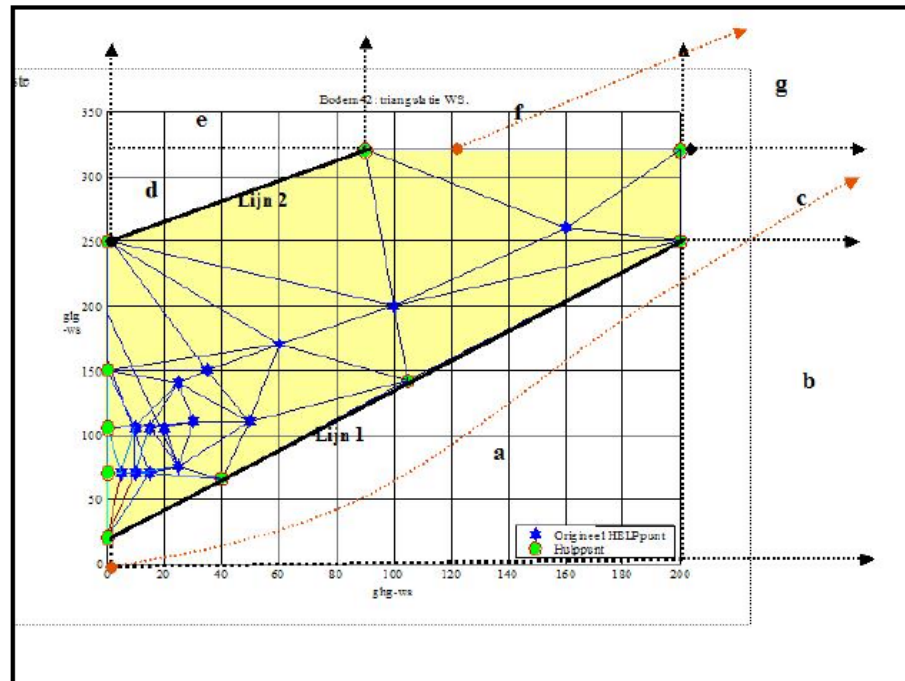 g
ste
Bodem 42: triangulatie WS.
f
e
350
c
300
d
Lijn 2
250
200
glg
-ws
150
b
100
Lijn 1
a
50
Origineel HELPpunt
Hulppunt
0
0 20 40 60 80 100 120 140 160 180 200
ghg-ws